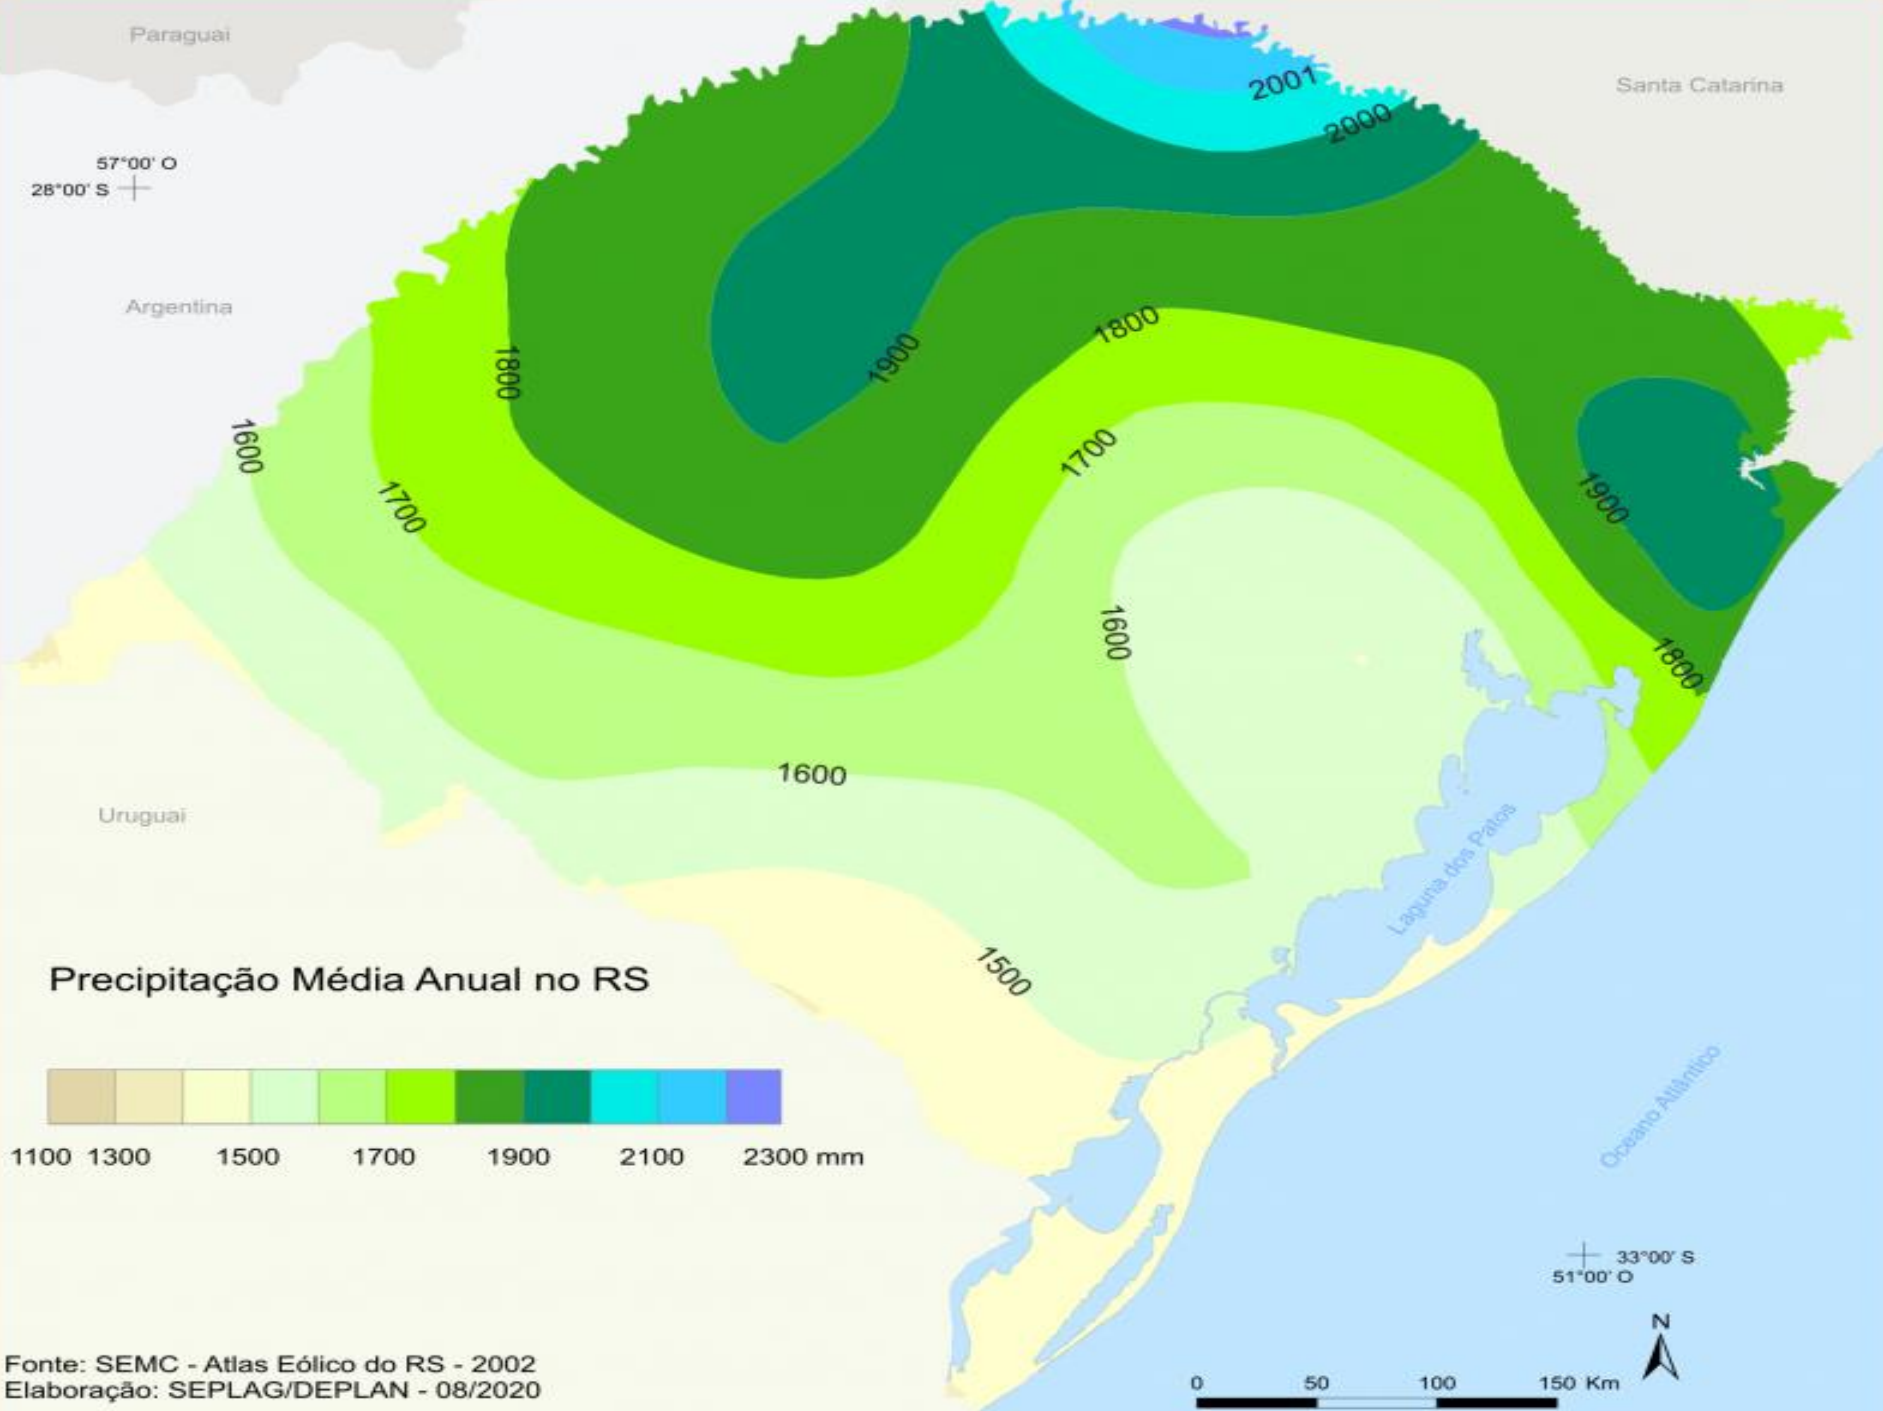 Paraguai
Santa Catarina
2001
2000
57°00' O
28°00' S
Argentina
1800
1800
1900
1600
1700
1700
1900
1600
1800
1600
Uruguai
Laguna dos Patos
1500
Precipitação Média Anual no RS
1100 1300 1500 1700 1900 2100 2300 mm
Oceano Atlântico
33°00' S
51°00' O
N
Fonte: SEMC - Atlas Eólico do RS - 2002
Elaboração: SEPLAG/DEPLAN - 08/2020
0 50 100 150 Km